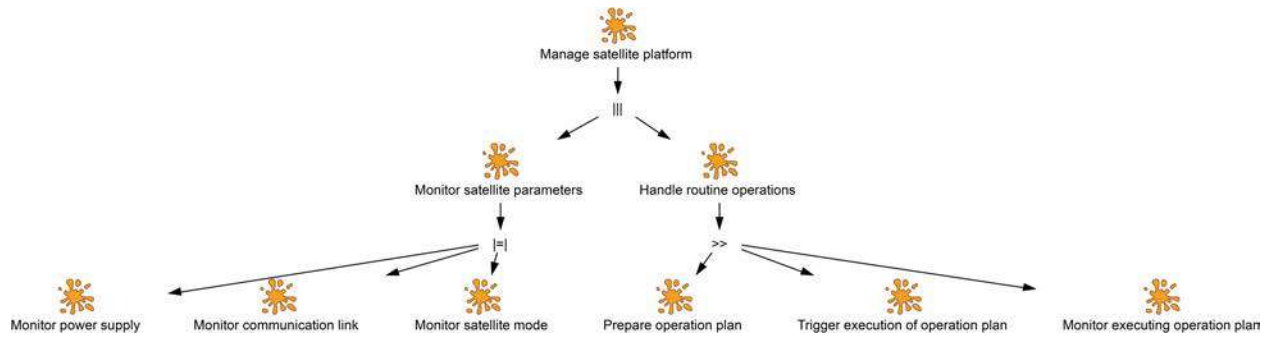 Manage satellite platform
|||
Monitor satellite parameters Handle routine operations
|=| >>
Monitor power supply Monitor communication link Monitor satellite mode Prepare operation plan Trigger execution of operation plan Monitor executing operation plan